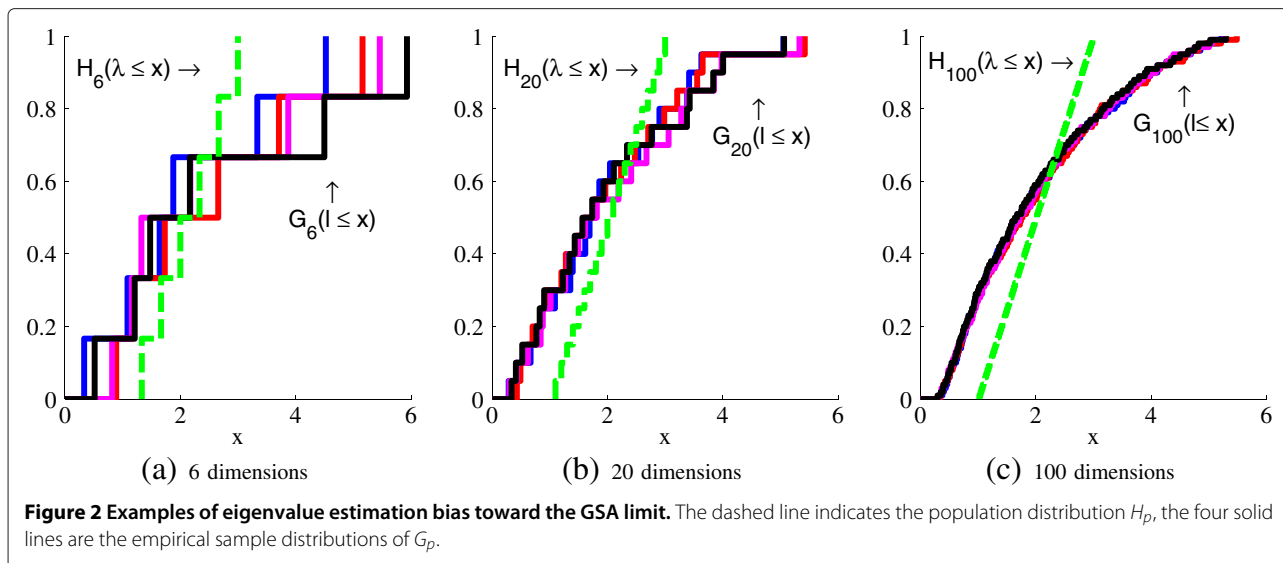 1
0.8
0.6
0.4
0.2
0
0 2 4 6
x
H6(λ ≤ x) →
↑
G6(l ≤ x)
(a) 6 dimensions
1
0.8
0.6
0.4
0.2
0
0 2 4 6
x
H20(λ ≤ x) →
↑
G20(l ≤ x)
(b) 20 dimensions
1
0.8
0.6
0.4
0.2
0
0 2 4 6
x
H100(λ ≤ x) →
↑
G100(l ≤ x)
(c) 100 dimensions
Figure 2 Examples of eigenvalue estimation bias toward the GSA limit. The dashed line indicates the population distribution Hp, the four solid
lines are the empirical sample distributions of Gp.